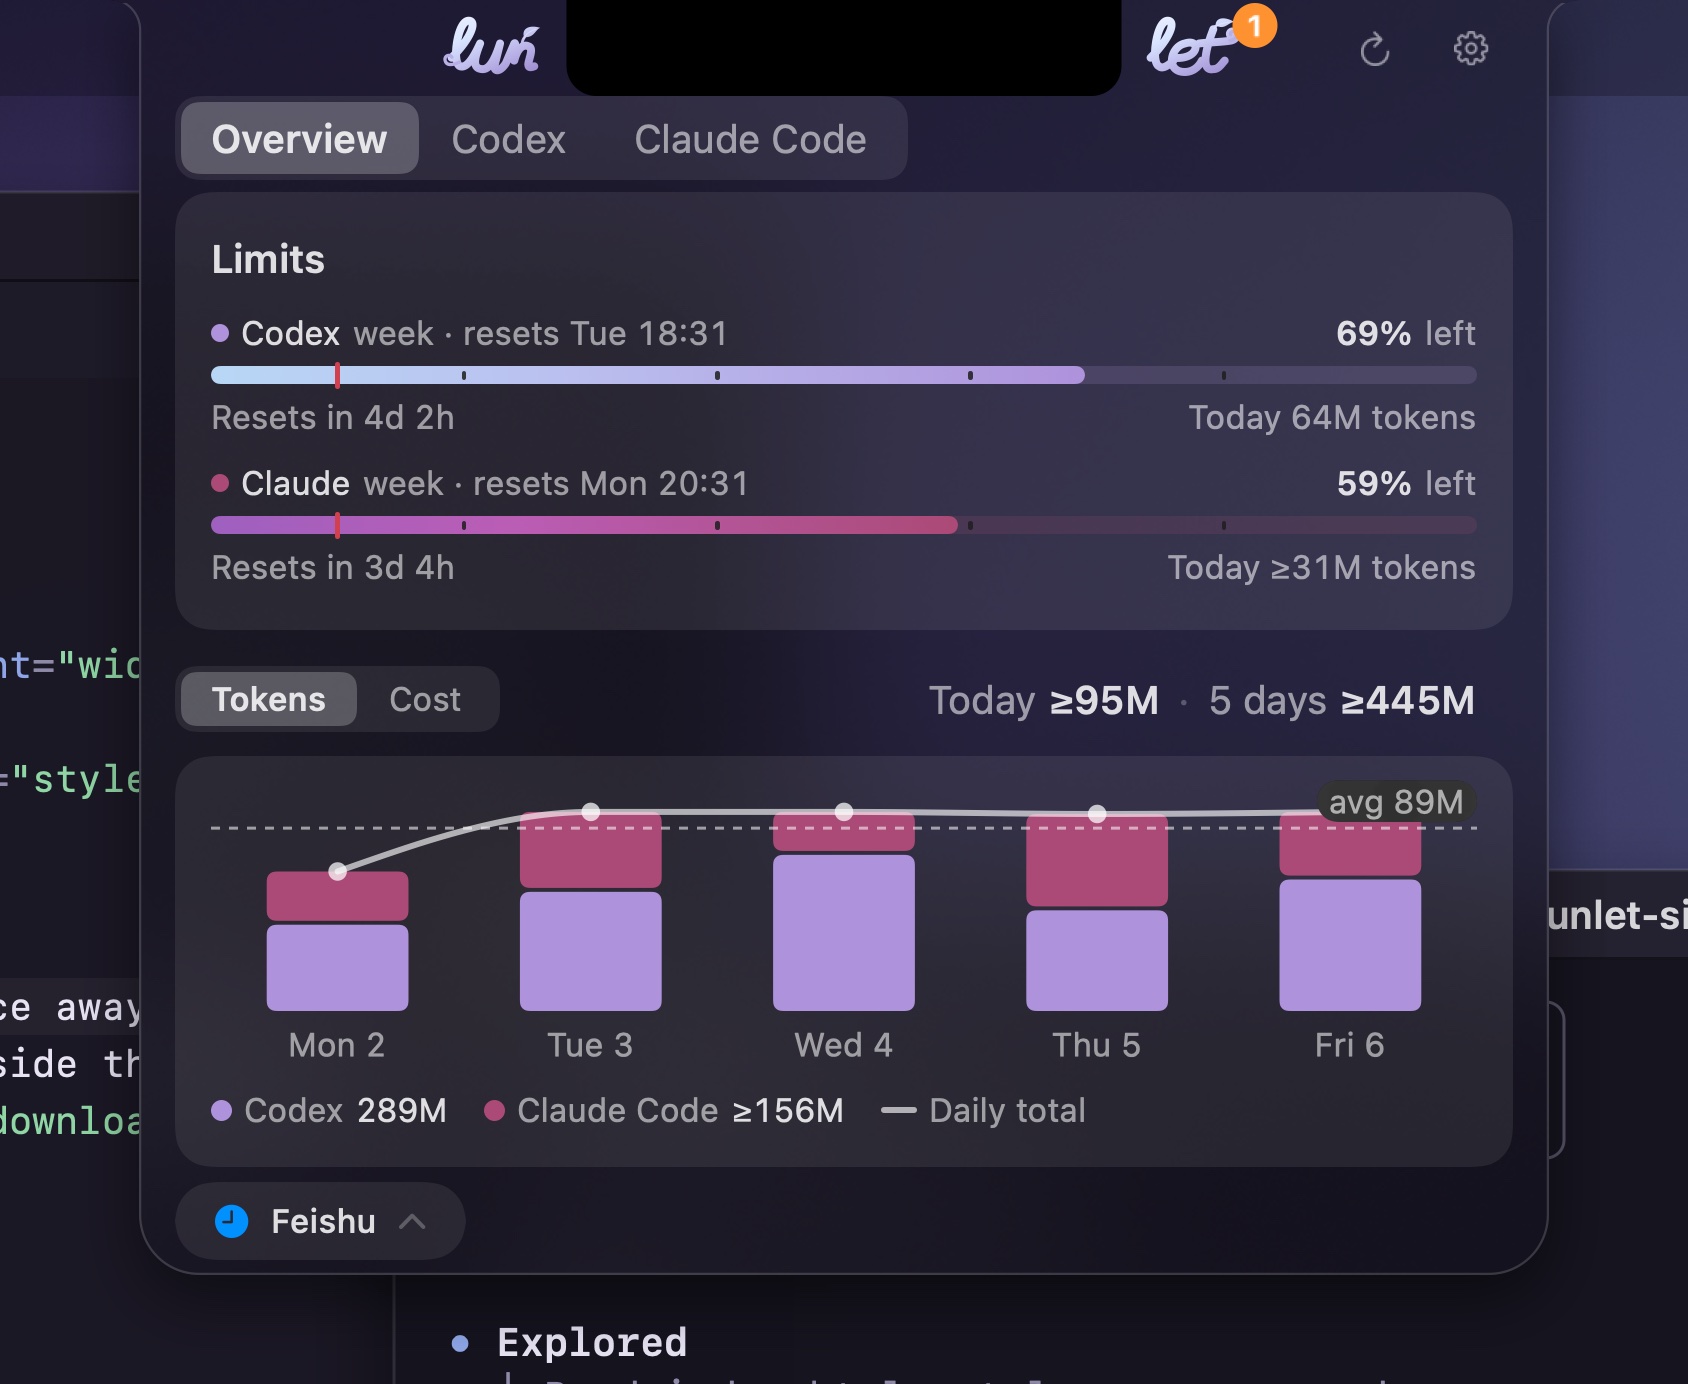 lun
let
1
Overview
Codex
Claude Code
Limits
Codex week · resets Tue 18:31
69% left
Resets in 4d 2h
Today 64M tokens
Claude week · resets Mon 20:31
59% left
Resets in 3d 4h
Today ≥31M tokens
nt="wid
Tokens
Cost
Today ≥95M · 5 days ≥445M
="style
avg 89M
unlet-si
ce away
Mon 2
Tue 3
Wed 4
Thu 5
Fri 6
side th
Codex 289M
Claude Code ≥156M
Daily total
downloa
Feishu
Explored